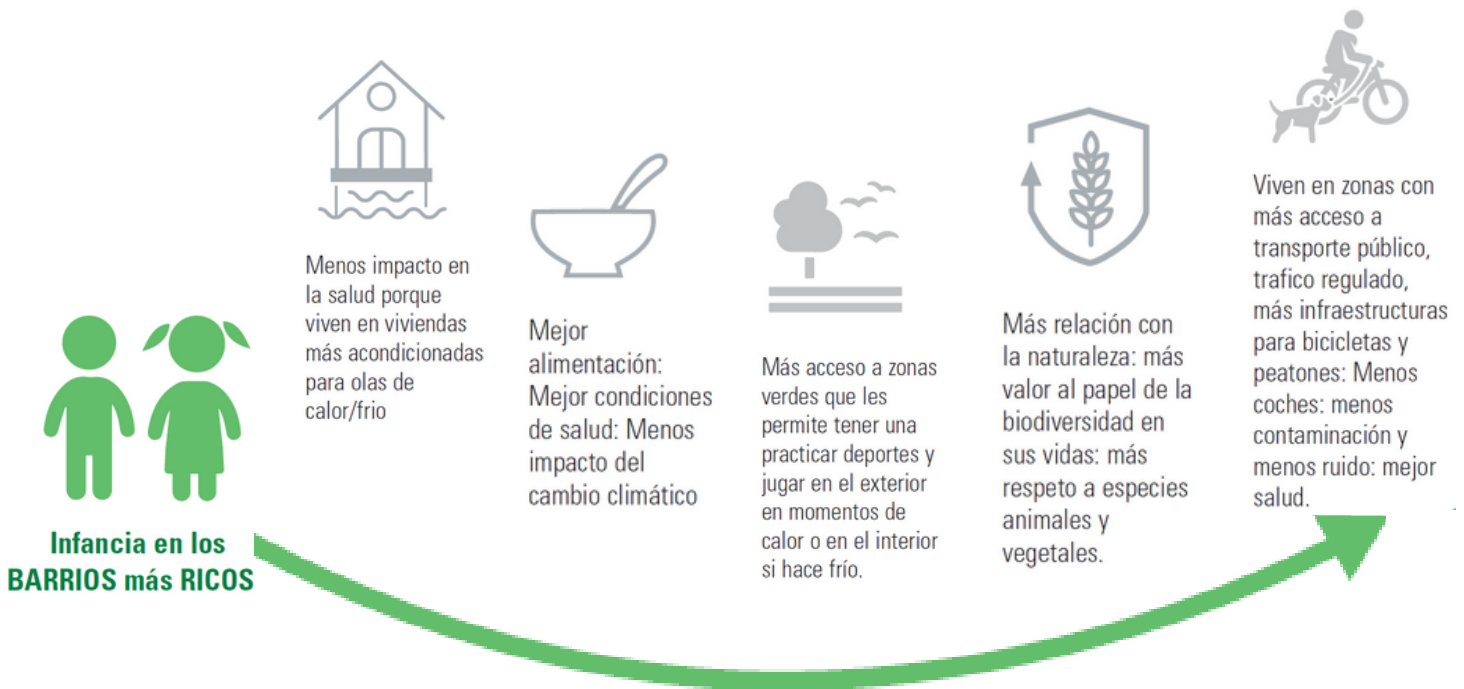 Infancia en los
BARRIOS más RICOS
Menos impacto en
la salud porque
viven en viviendas
más acondicionadas
para olas de
calor/frio
Mejor
alimentación:
Mejor condiciones
de salud: Menos
impacto del
cambio climático
Más acceso a zonas
verdes que les
permite tener una
practicar deportes y
jugar en el exterior
en momentos de
calor o en el interior
si hace frío.
Más relación con
la naturaleza: más
valor al papel de la
biodiversidad en
sus vidas: más
respeto a especies
animales y
vegetales.
Viven en zonas con
más acceso a
transporte público,
trafico regulado,
más infraestructuras
para bicicletas y
peatones: Menos
coches: menos
contaminación y
menos ruido: mejor
salud.